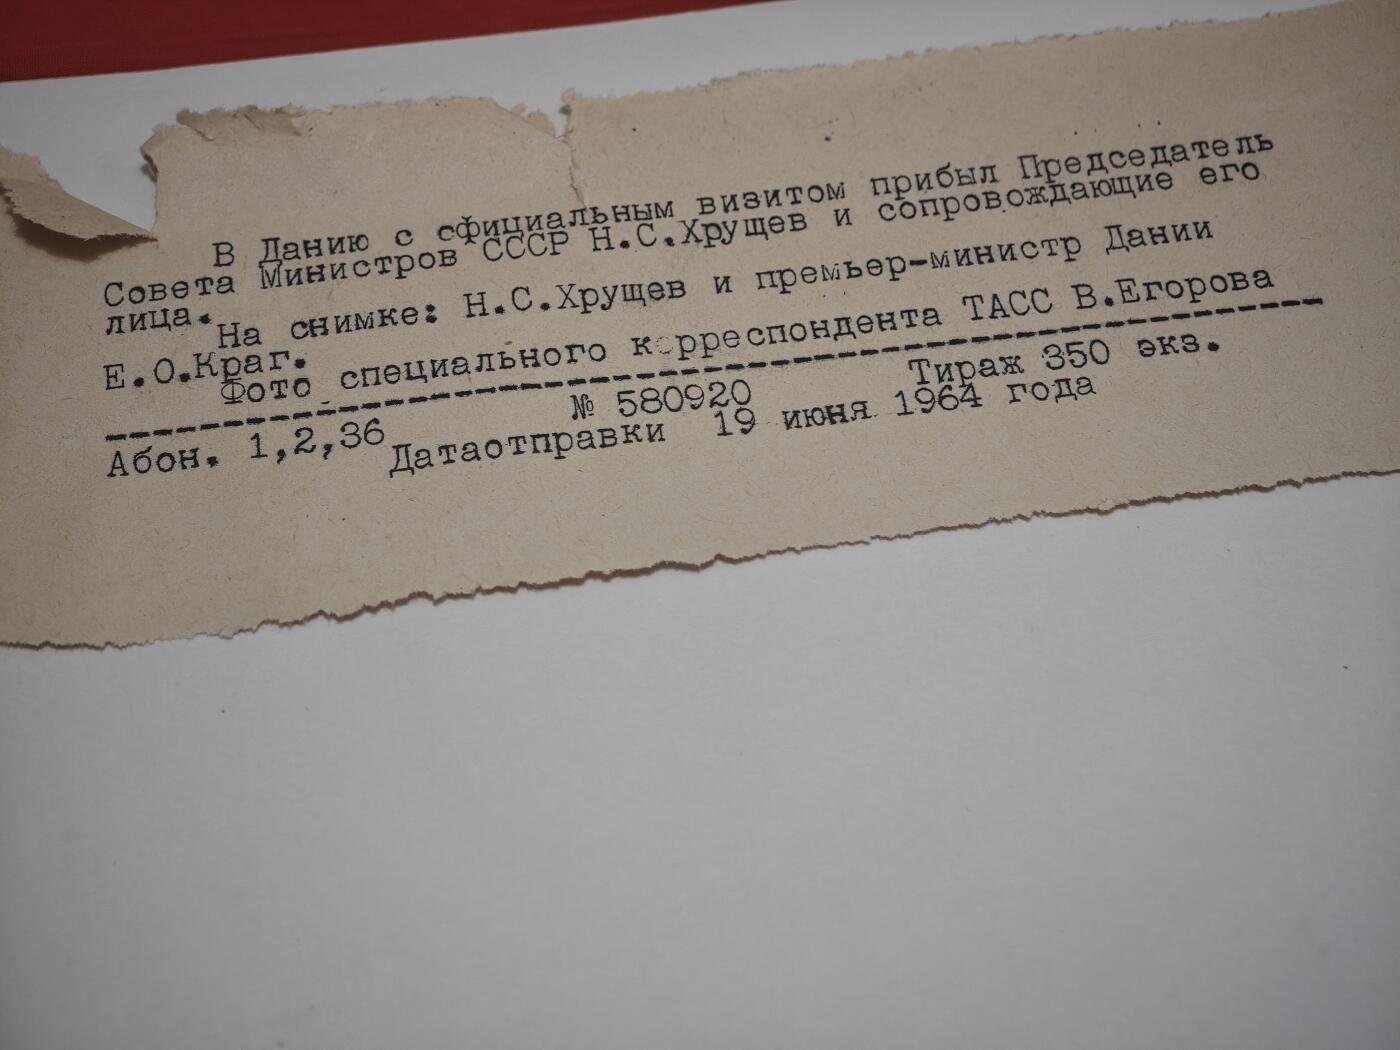 В Данию с официальным визитом прибыл Председатель
Совета Министров СССР Н.С.Хрущев и сопровождающие его
лица.
На снимке: Н.С.Хрущев и премьер-министр Дании
Е.О.Краг.
Фото специального корреспондента ТАСС В.Егорова
------------------------------------------------
Абон. 1,2,36 № 580920 Тираж 350 экз.
Датаотправки 19 июня 1964 года